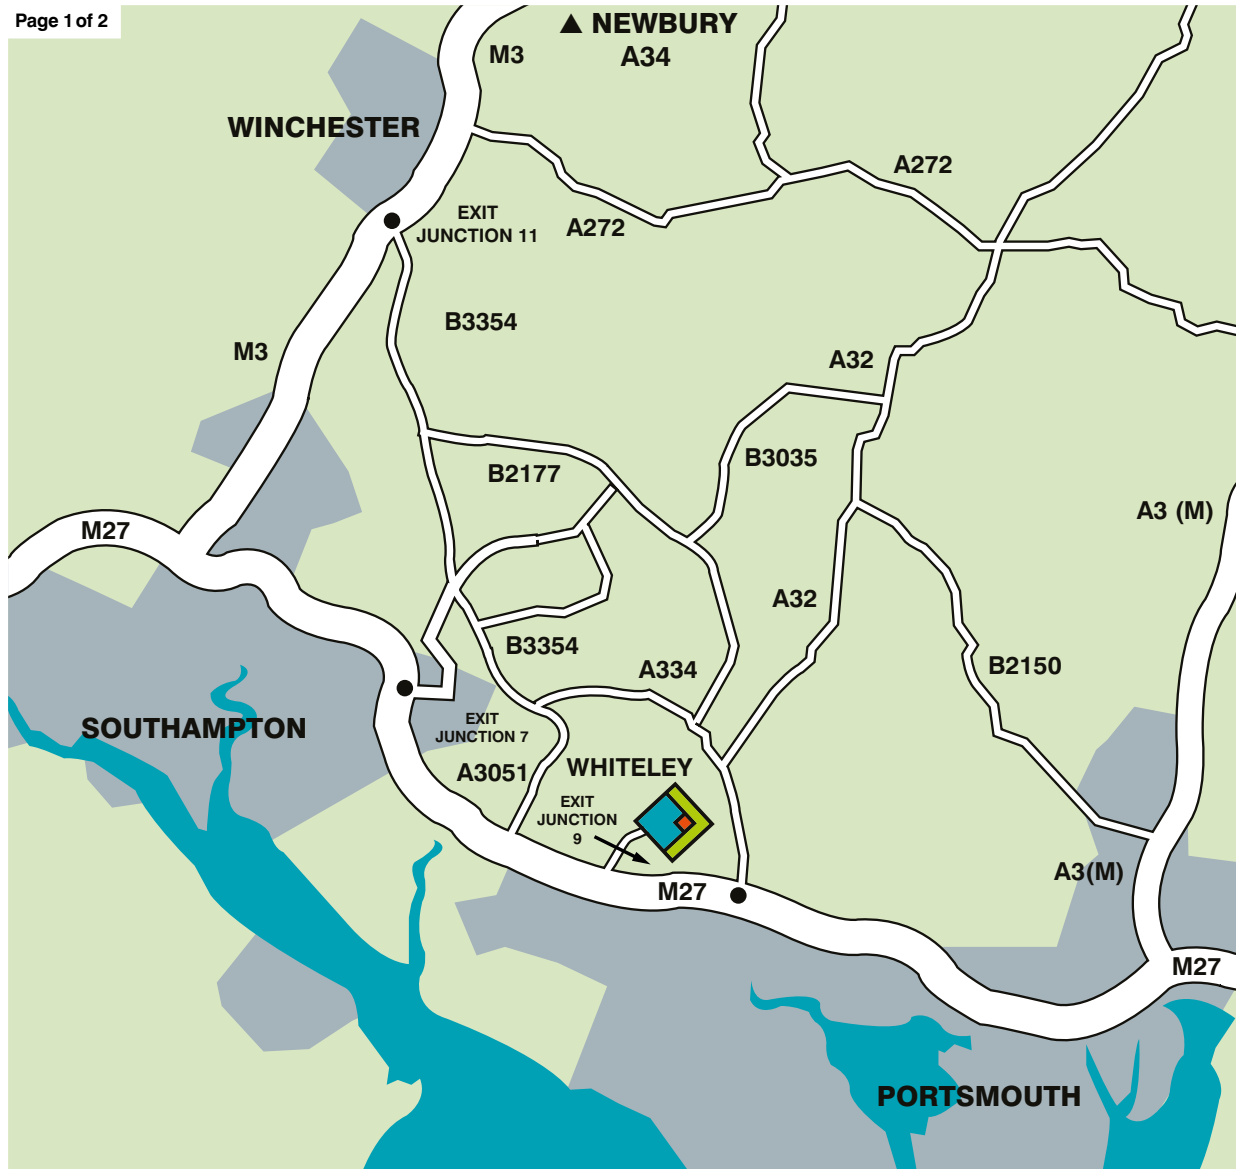 Page 1 of 2
▲ NEWBURY
A34
M3
WINCHESTER
A272
EXIT
JUNCTION 11
A272
B3354
M3
A32
B3035
B2177
A3 (M)
M27
A32
B3354
A334
B2150
SOUTHAMPTON
EXIT
JUNCTION 7
A3051
WHITELEY
EXIT
JUNCTION
9
A3(M)
M27
M27
PORTSMOUTH